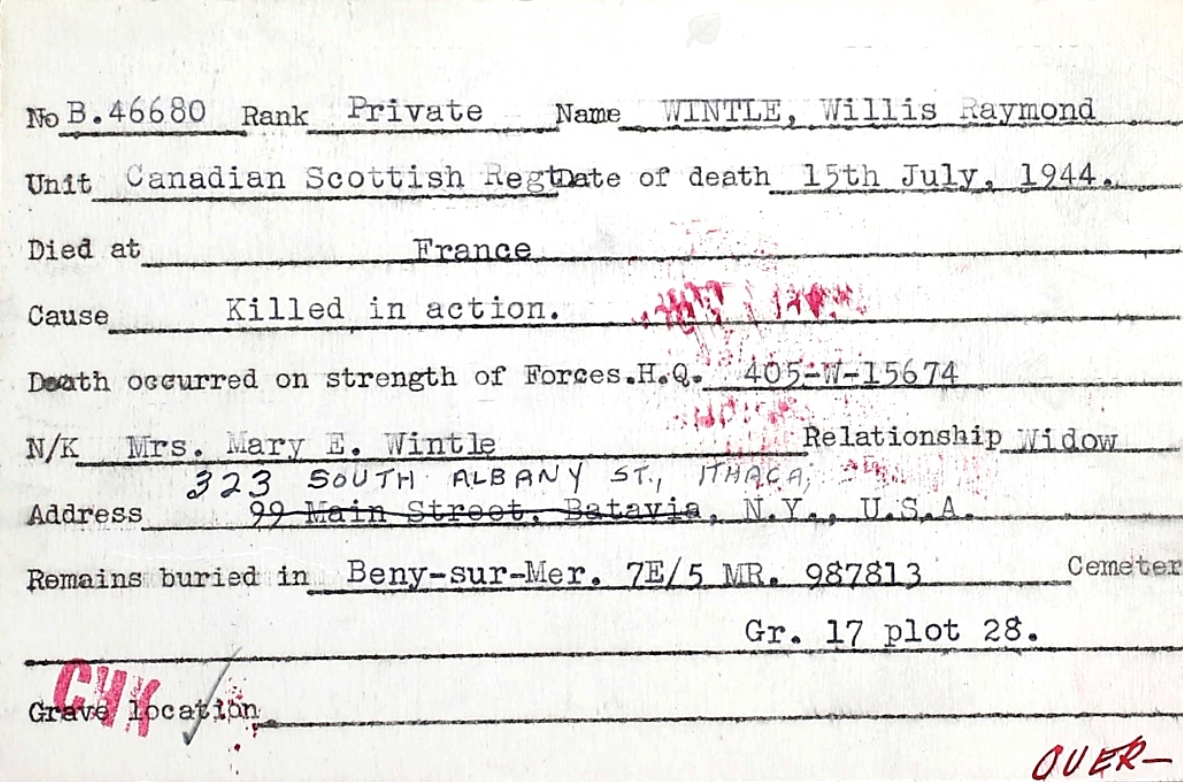 No B.46680 Rank Private Name WINTLE, Willis Raymond
Unit Canadian Scottish Regt Date of death 15th July, 1944.
Died at France
Cause Killed in action.
Death occurred on strength of Forces.H.Q. 405-W-15674
N/K Mrs. Mary E. Wintle Relationship Widow
323 SOUTH ALBANY ST., ITHACA,
Address 99 Main Street, Batavia, N.Y., U.S.A.
Remains buried in Beny-sur-Mer. 7E/5 MR. 987813 Cemeter
Gr. 17 plot 28.
CHK
Grave location
OVER-